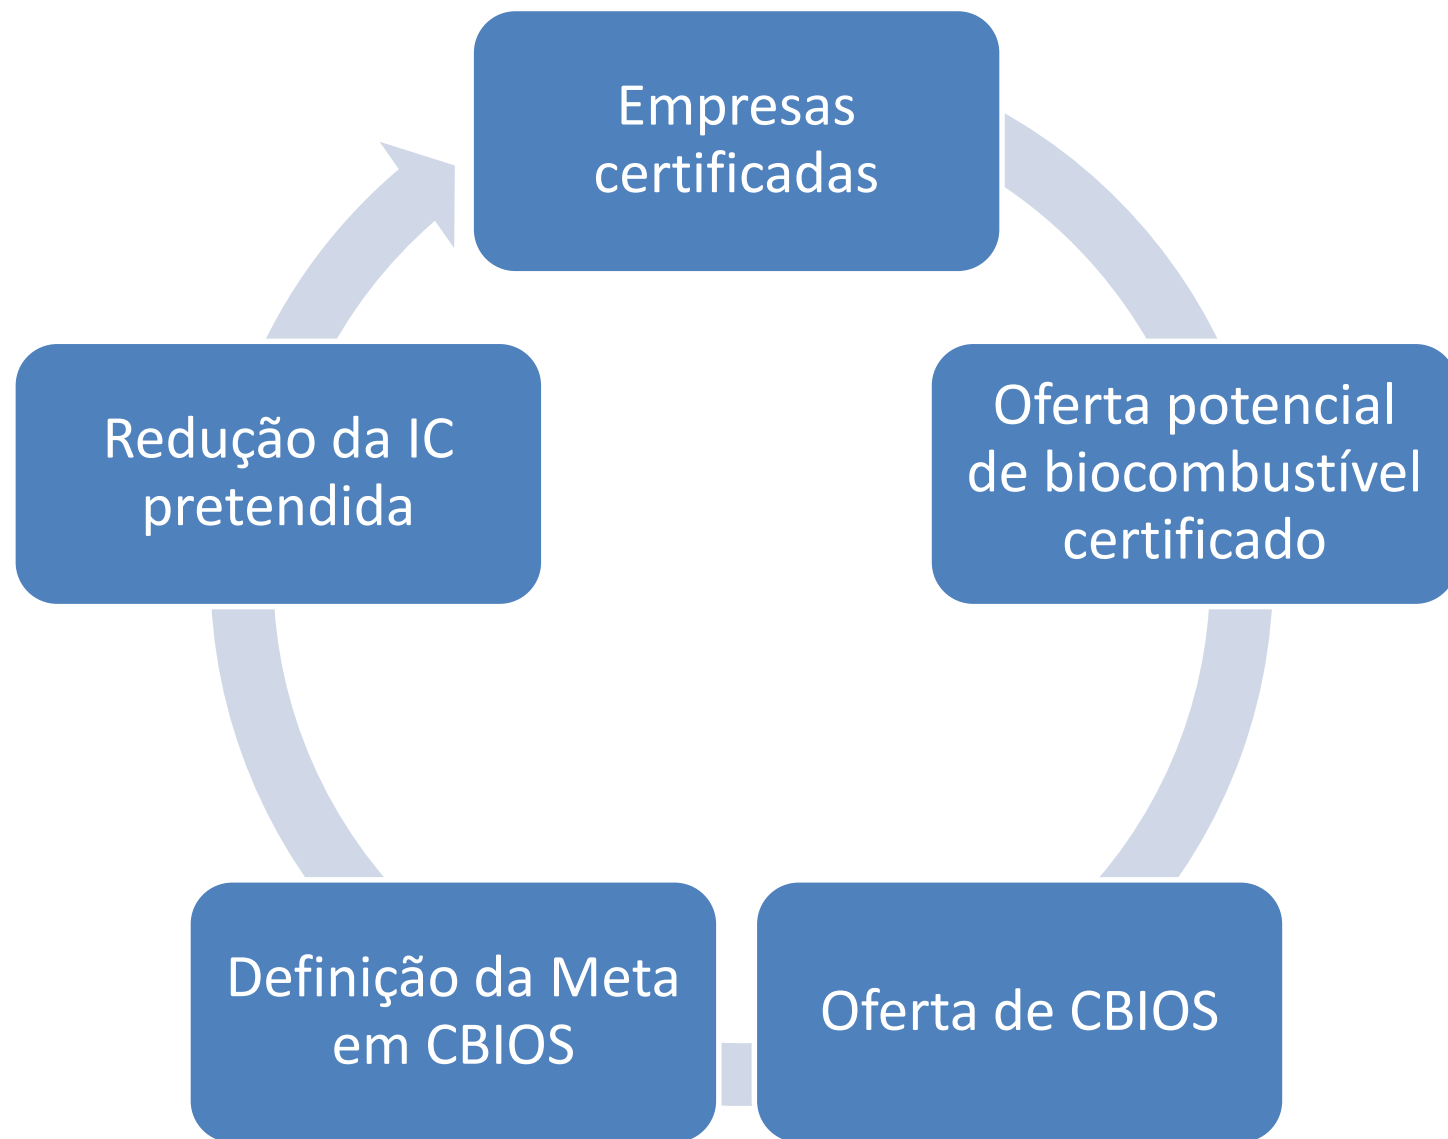 Empresas
certificadas
Oferta potencial
de biocombustível
certificado
Oferta de CBIOS
Definição da Meta
em CBIOS
Redução da IC
pretendida